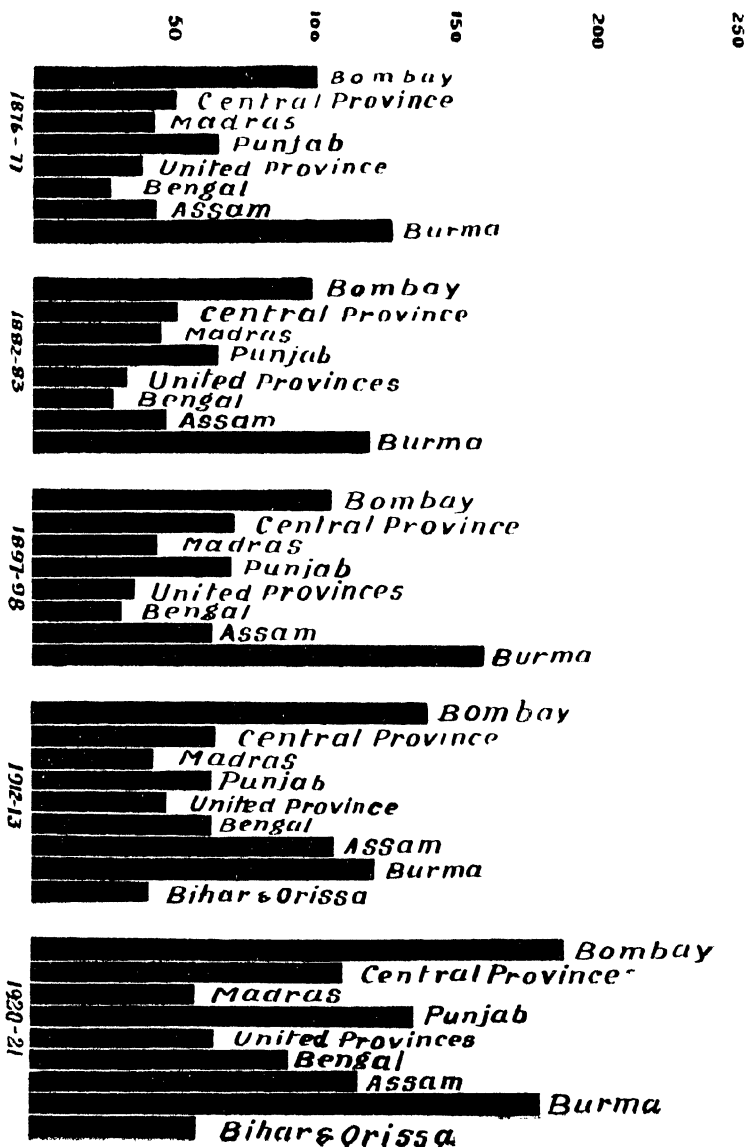 50
100
150
200
250
1876-77
Bombay
Central Province
Madras
Punjab
United Province
Bengal
Assam
Burma
1882-83
Bombay
Central Province
Madras
Punjab
United Provinces
Bengal
Assam
Burma
1897-98
Bombay
Central Province
Madras
Punjab
United Provinces
Bengal
Assam
Burma
1912-13
Bombay
Central Province
Madras
Punjab
United Province
Bengal
Assam
Burma
Bihar & Orissa
1920-21
Bombay
Central Provinces
Madras
Punjab
United Provinces
Bengal
Assam
Burma
Bihar & Orissa